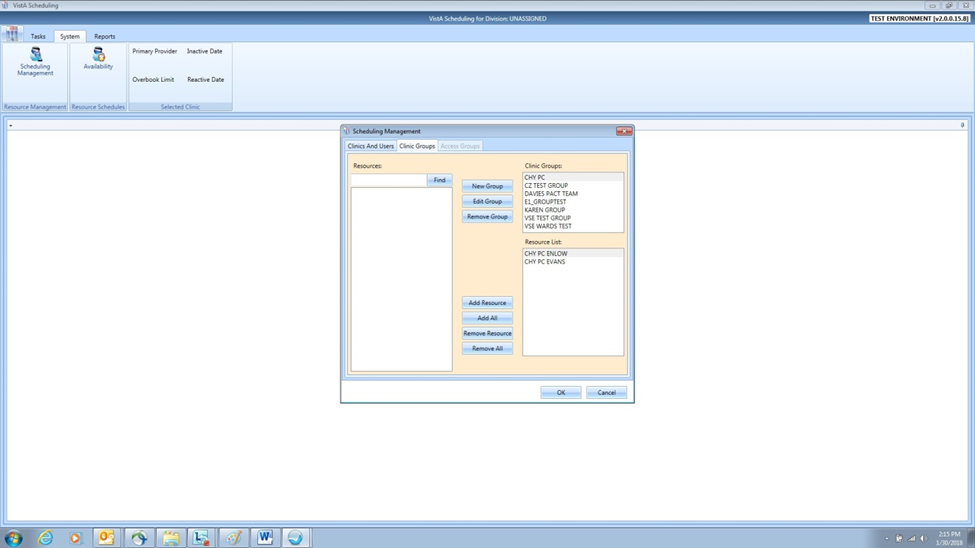 VistA Scheduling
VistA Scheduling for Division: UNASSIGNED
TEST ENVIRONMENT [v2.0.0.15.8]
Tasks System Reports
Scheduling Management
Resource Management
Availability
Resource Schedules
Primary Provider Inactive Date
Overbook Limit Reactive Date
Selected Clinic
Scheduling Management
Clinics And Users Clinic Groups Access Groups
Resources:
Find
New Group
Edit Group
Remove Group
Add Resource
Add All
Remove Resource
Remove All
Clinic Groups:
CHY PC
CZ TEST GROUP
DAVIES PACT TEAM
E1_GROUPTEST
KAREN GROUP
VSE TEST GROUP
VSE WARDS TEST
Resource List:
CHY PC ENLOW
CHY PC EVANS
OK Cancel
2:15 PM
1/30/2018